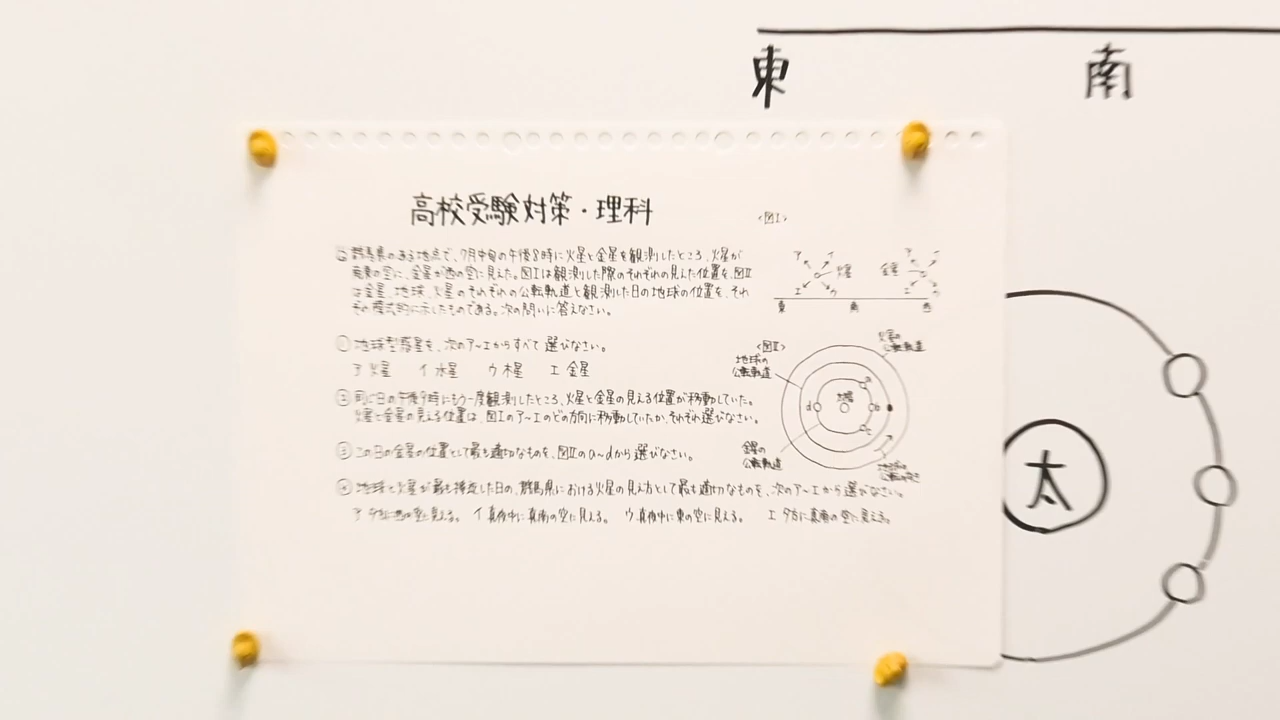 東 南
高校受験対策・理科
<図Ⅰ>
群馬県のある地点で、7月中旬の午後8時に火星と金星を観測したところ、火星が
南東の空に、金星が西の空に見えた。図Ⅰは観測した際のそれぞれの見えた位置を、図Ⅱ
は金星、地球、火星のそれぞれの公転軌道と観測した日の地球の位置を、それ
ぞれ模式的に示したものである。次の問いに答えなさい。
ア イ 火星 エ ウ
金星 ア イ エ ウ
東 南 西
① 地球型惑星を、次のア~エからすべて選びなさい。
ア 火星 イ 水星 ウ 木星 エ 金星
② 同じ日の午後9時にもう一度観測したところ、火星と金星の見える位置が移動していた。
火星と金星の見える位置は、図Ⅰのア~エのどの方向に移動していたか、それぞれ選びなさい。
③ この日の金星の位置として最も適切なものを、図Ⅱのa~dから選びなさい。
<図Ⅱ>
火星の
公転軌道
地球の
公転軌道
a
d b
c
金星の
公転軌道
④ 地球と火星が最も接近した日の、群馬県における火星の見え方として最も適切なものを、次のア~エから選びなさい。
ア 夕方に西の空に見える。 イ 真夜中に真南の空に見える。 ウ 真夜中に東の空に見える。 エ 夕方に真南の空に見える。
太